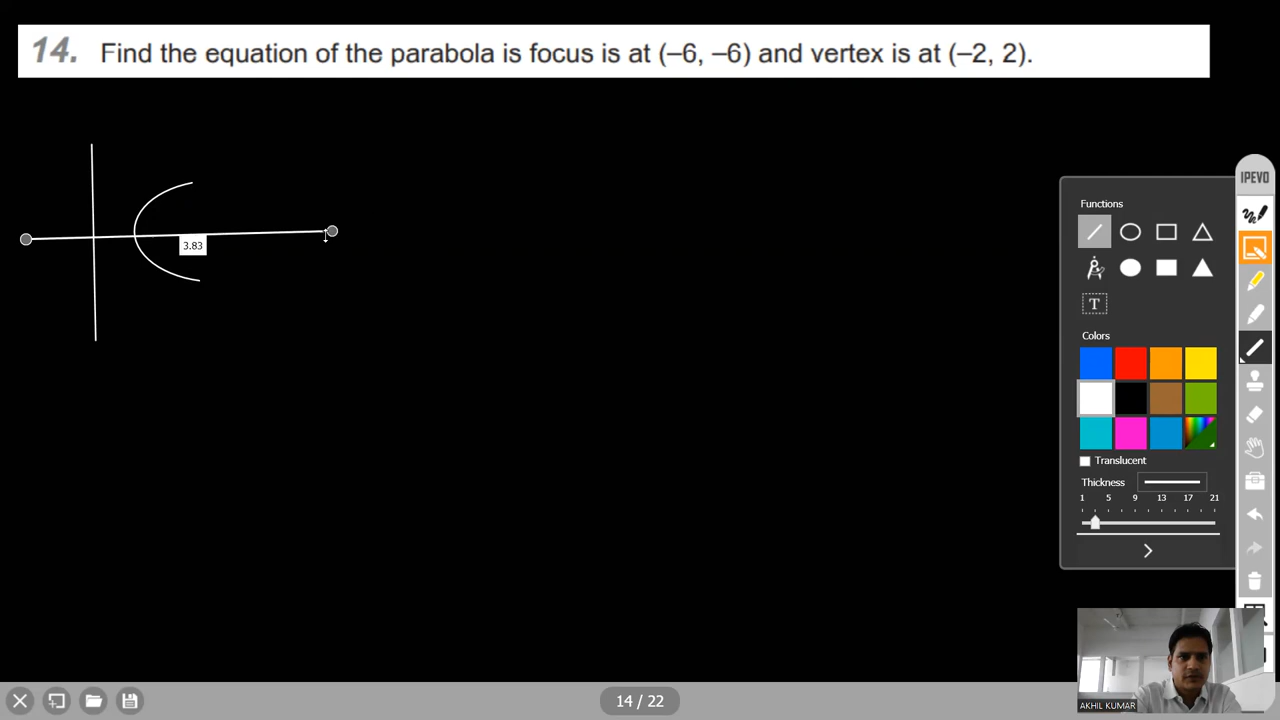 14. Find the equation of the parabola is focus is at (–6, –6) and vertex is at (–2, 2).
3.83
IPEVO
Functions
T
Colors
Translucent
Thickness
1 5 9 13 17 21
14 / 22
AKHIL KUMAR